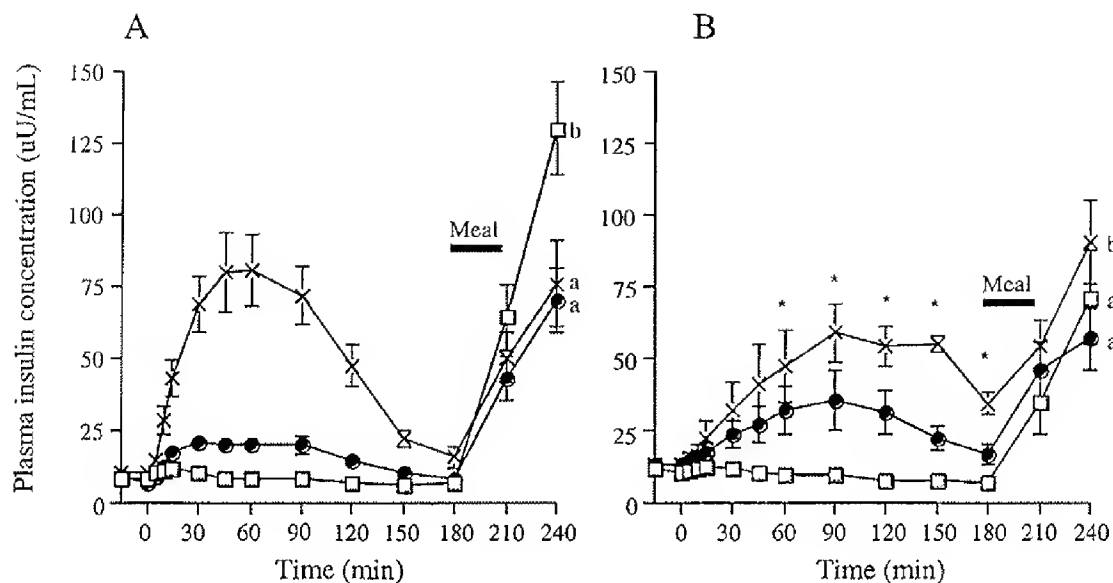 A
B
Plasma insulin concentration (uU/mL)
150
125
100
75
50
25
0
Meal
b
a
a
0 30 60 90 120 150 180 210 240
Time (min)
150
125
100
75
50
25
0
* * * * *
Meal
b
a
a
0 30 60 90 120 150 180 210 240
Time (min)